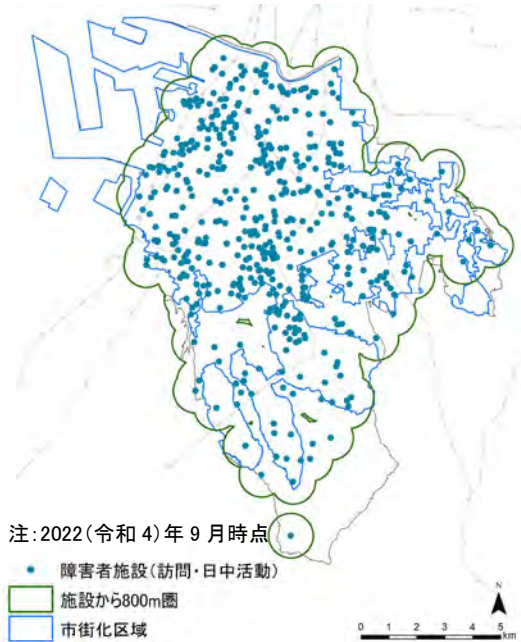 注：2022(令和 4)年 9 月時点
障害者施設(訪問・日中活動)
施設から800m圏
市街化区域
N
0 1 2 3 4 5
km